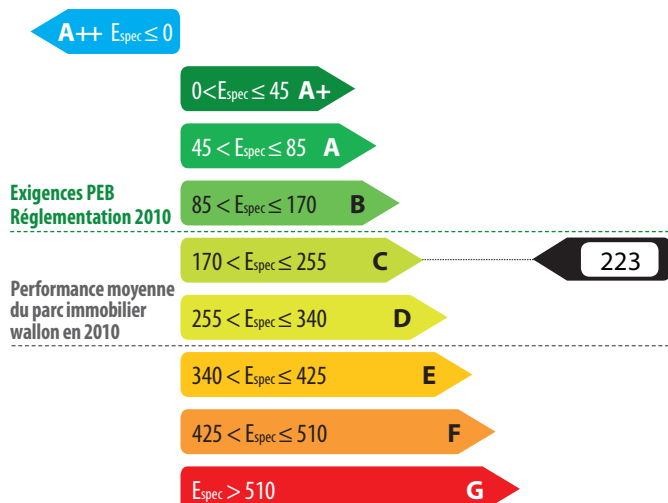 A++ Espec ≤ 0
0<Espec ≤ 45 A+
45 < Espec ≤ 85 A
Exigences PEB
Réglementation 2010
85 < Espec ≤ 170 B
170 < Espec ≤ 255 C
223
Performance moyenne
du parc immobilier
wallon en 2010
255 < Espec ≤ 340 D
340 < Espec ≤ 425 E
425 < Espec ≤ 510 F
Espec > 510 G